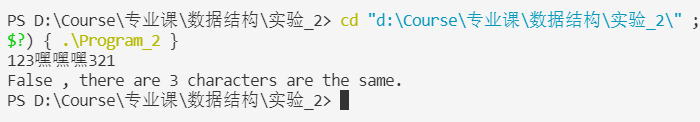 PS D:\Course\专业课\数据结构\实验_2> cd "d:\Course\专业课\数据结构\实验_2\" ;
$?) { .\Program_2 }
123嘿嘿嘿321
False , there are 3 characters are the same.
PS D:\Course\专业课\数据结构\实验_2>